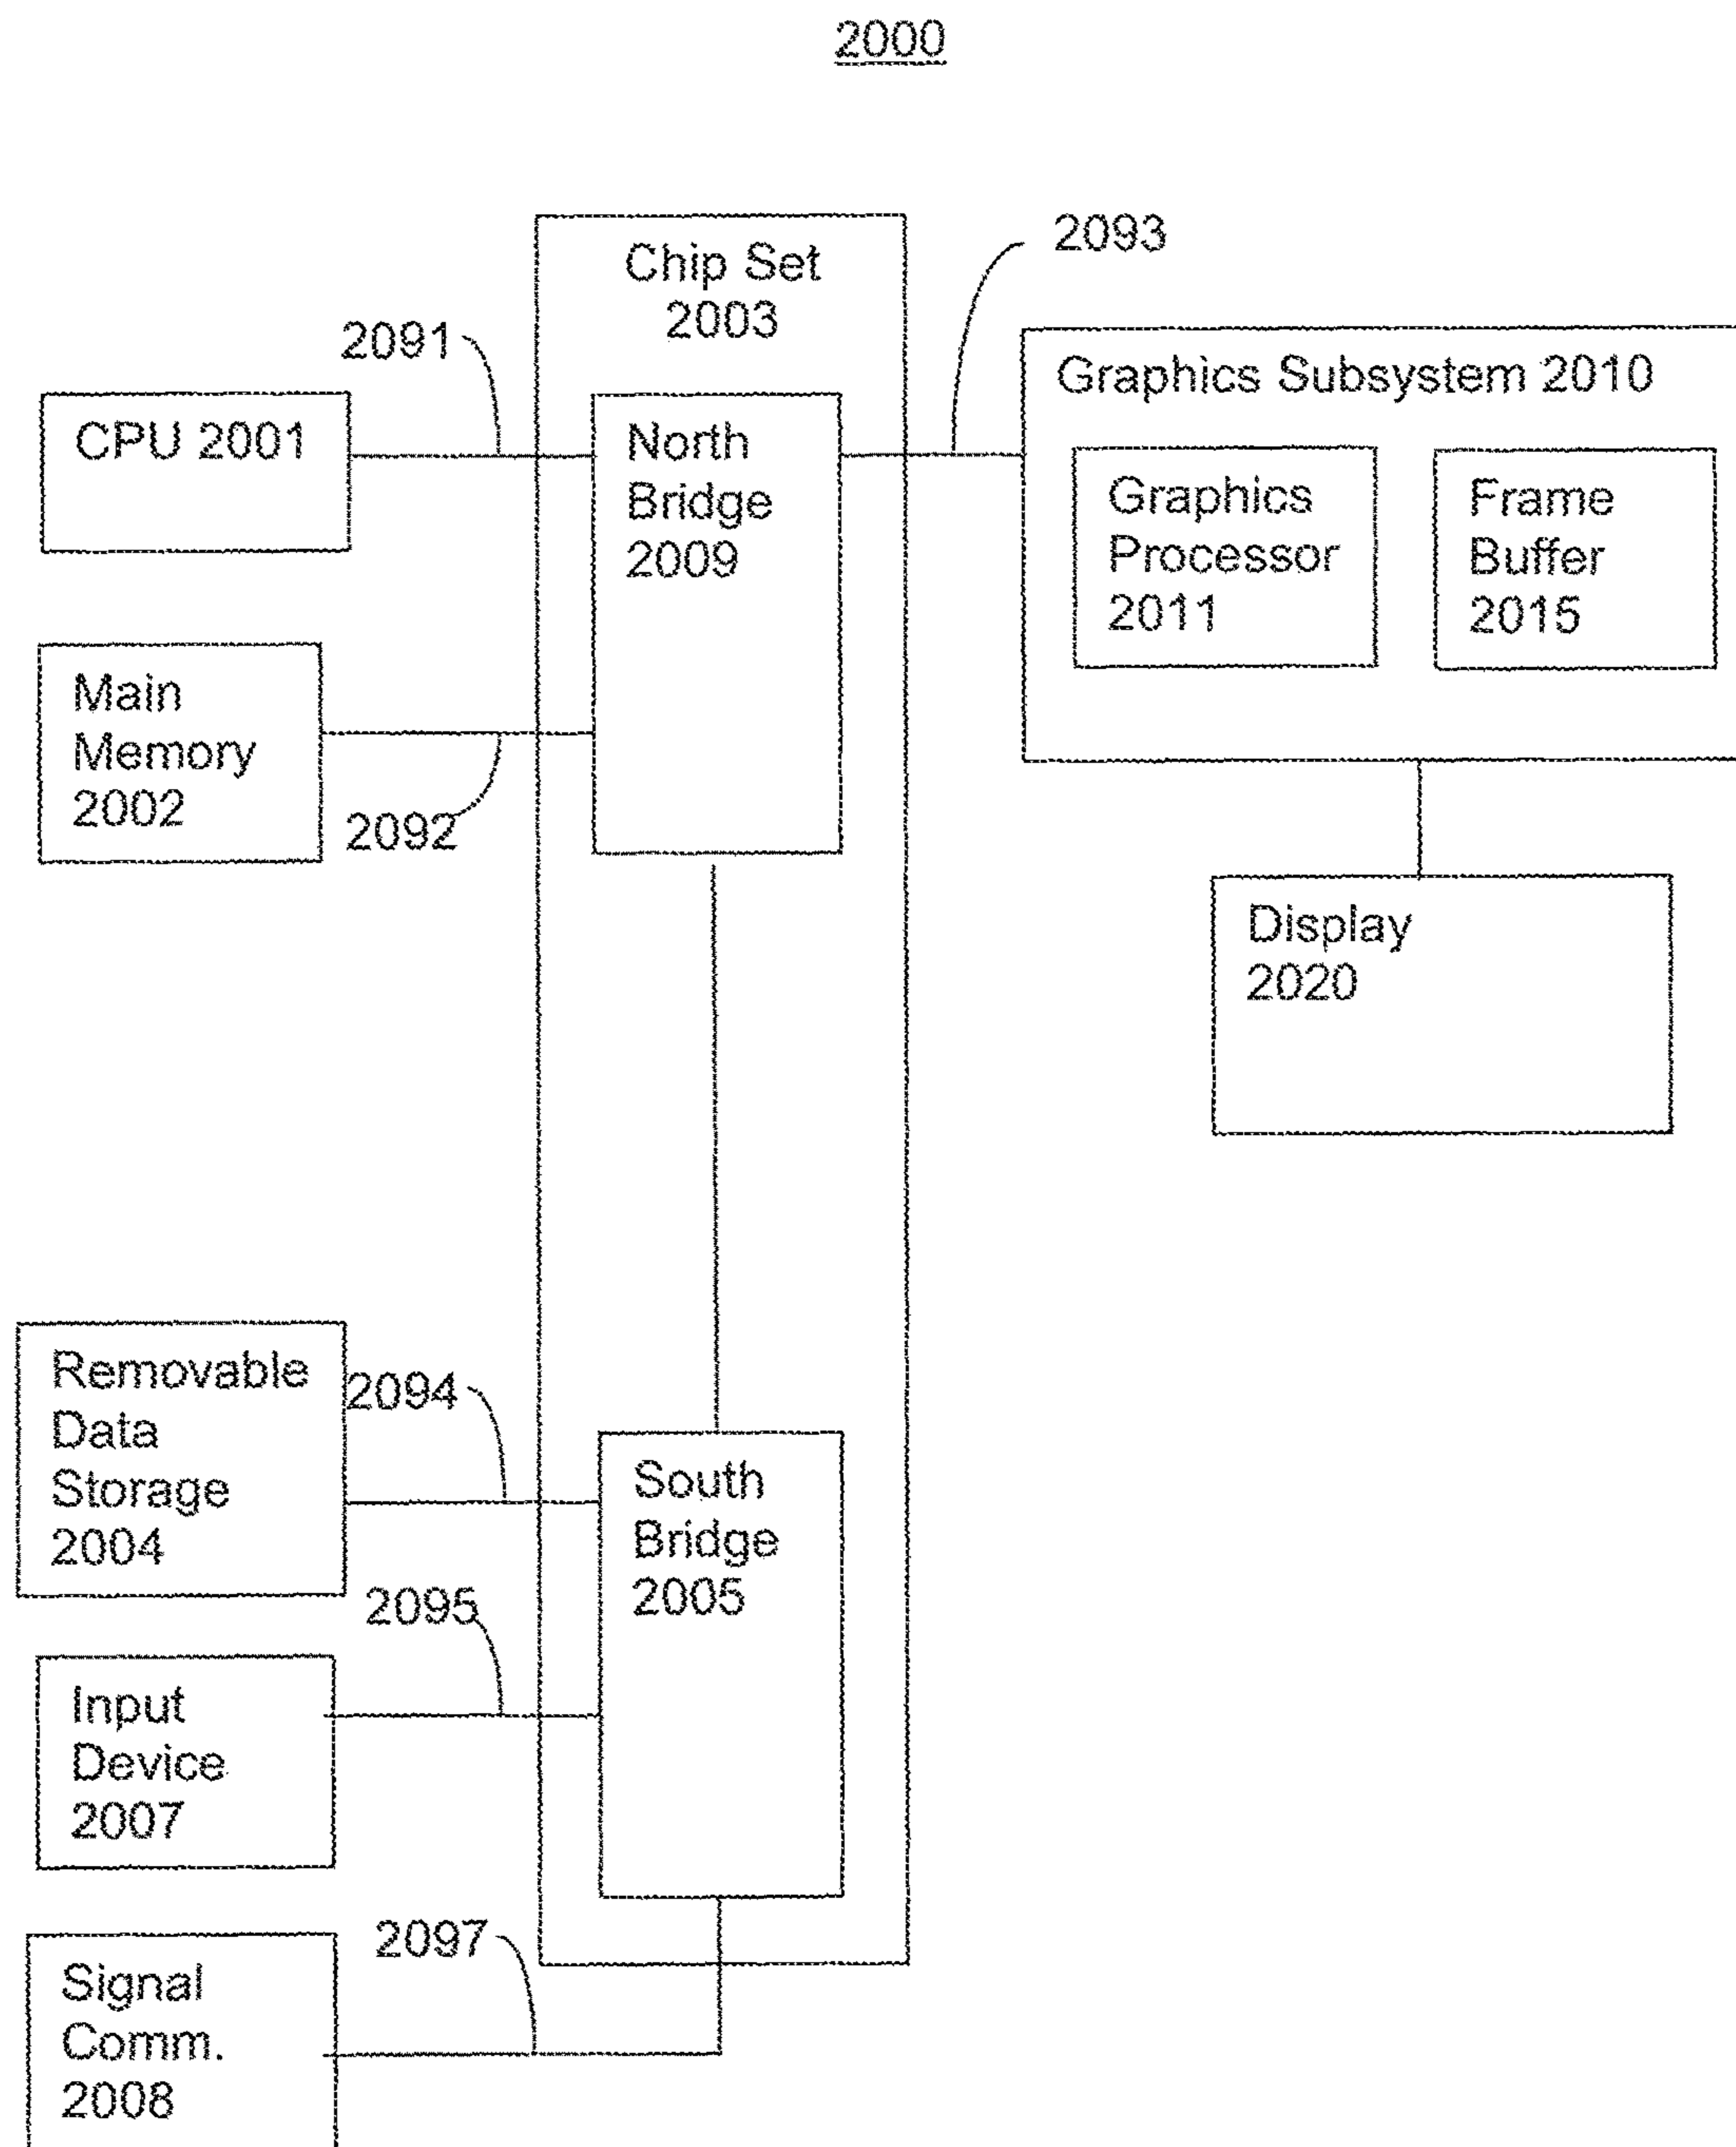 2000
Chip Set
2003
2093
2091
Graphics Subsystem 2010
CPU 2001
North
Bridge
2009
Graphics
Processor
2011
Frame
Buffer
2015
Main
Memory
2002
2092
Display
2020
Removable
Data
Storage
2004
2094
South
Bridge
2005
2095
Input
Device
2007
2097
Signal
Comm.
2008